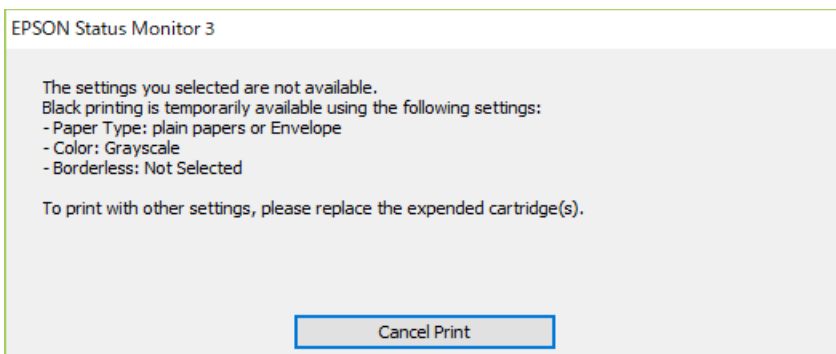 EPSON Status Monitor 3
The settings you selected are not available.
Black printing is temporarily available using the following settings:
- Paper Type: plain papers or Envelope
- Color: Grayscale
- Borderless: Not Selected
To print with other settings, please replace the expended cartridge(s).
Cancel Print